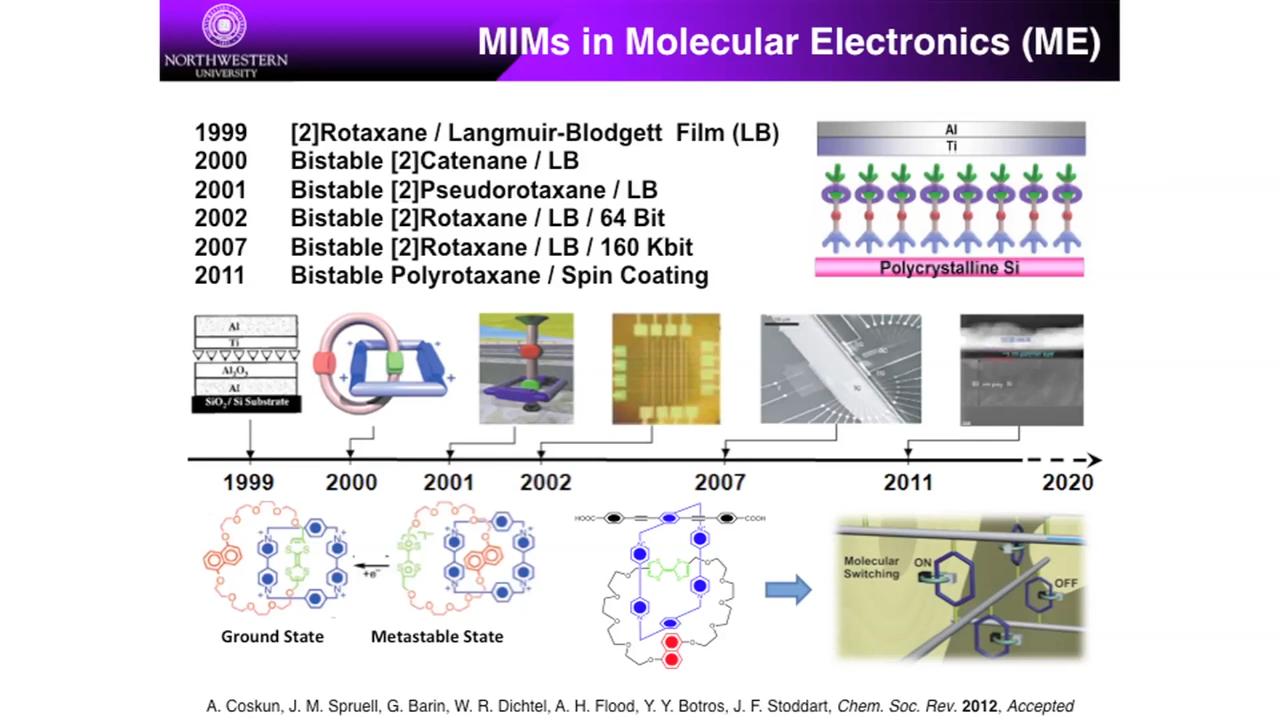 NORTHWESTERN
UNIVERSITY
MIMs in Molecular Electronics (ME)
1999 [2]Rotaxane / Langmuir-Blodgett Film (LB)
2000 Bistable [2]Catenane / LB
2001 Bistable [2]Pseudorotaxane / LB
2002 Bistable [2]Rotaxane / LB / 64 Bit
2007 Bistable [2]Rotaxane / LB / 160 Kbit
2011 Bistable Polyrotaxane / Spin Coating
Al
Ti
Polycrystalline Si
Al
Ti
Al₂O₃
Al
SiO₂/ Si Substrate
1999 2000 2001 2002 2007 2011 2020
+e⁻
Ground State Metastable State
HOOC COOH
Molecular
Switching
ON
OFF
A. Coskun, J. M. Spruell, G. Barin, W. R. Dichtel, A. H. Flood, Y. Y. Botros, J. F. Stoddart, Chem. Soc. Rev. 2012, Accepted